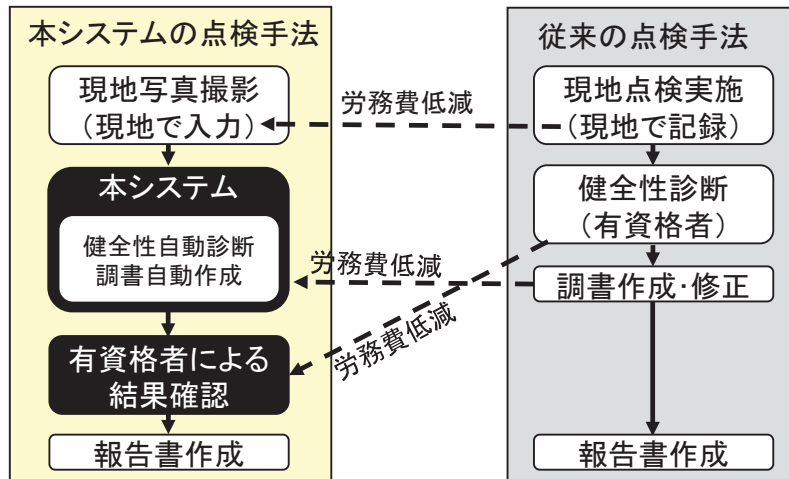 本システムの点検手法
現地写真撮影
（現地で入力）
本システム
健全性自動診断
調書自動作成
有資格者による
結果確認
報告書作成
労務費低減
労務費低減
労務費低減
従来の点検手法
現地点検実施
（現地で記録）
健全性診断
（有資格者）
調書作成・修正
報告書作成